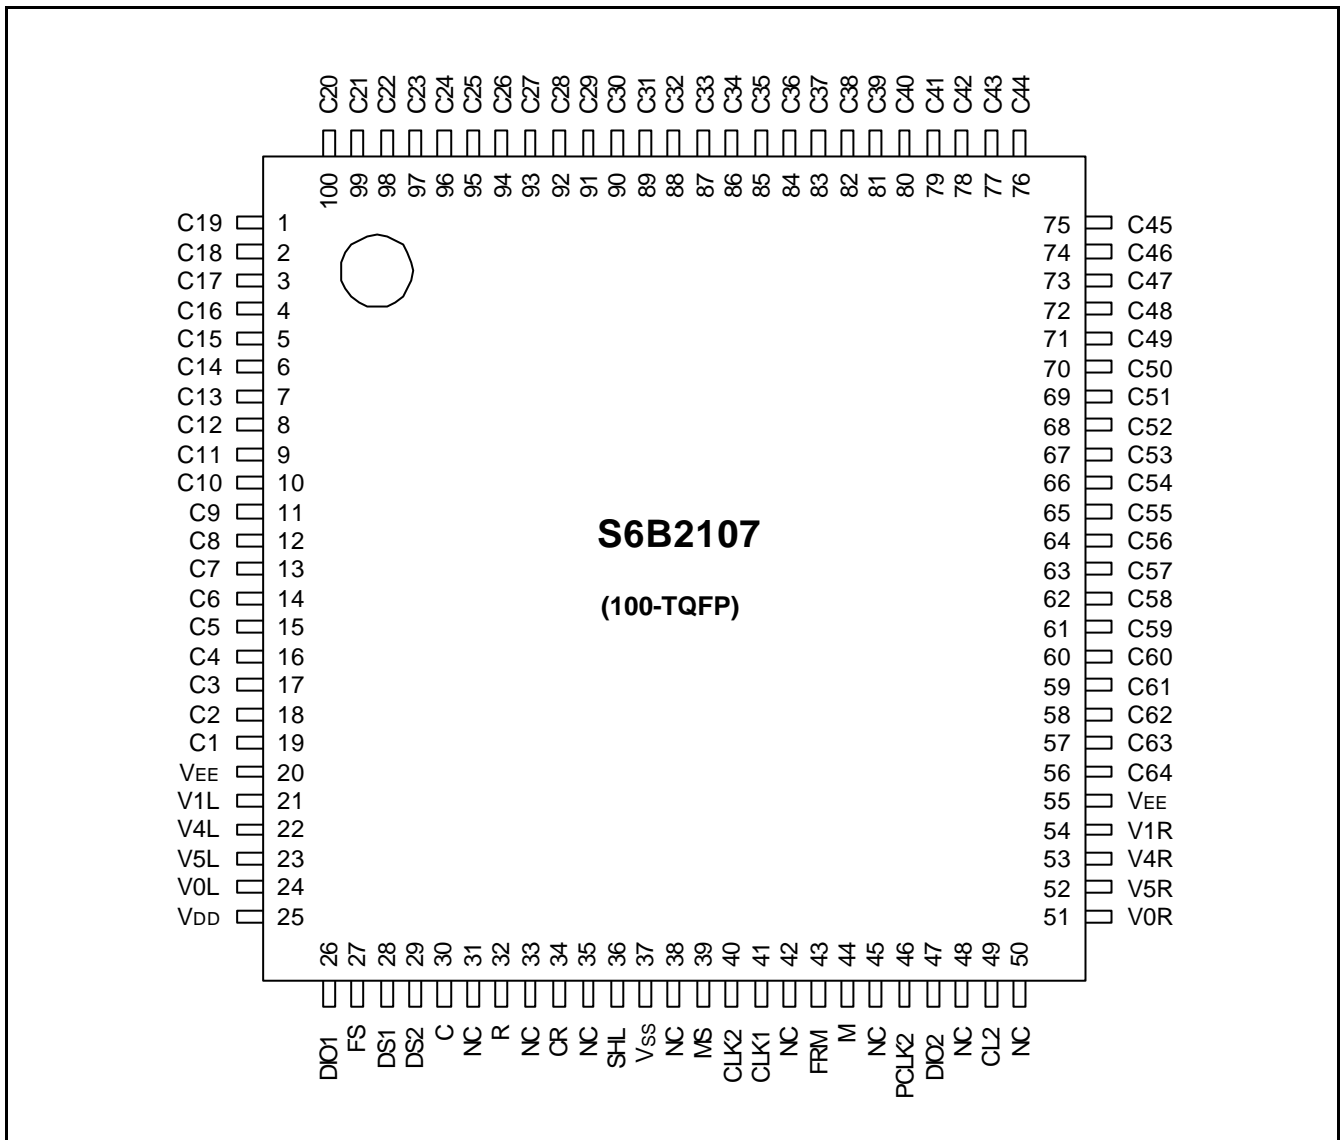 C20 C21 C22 C23 C24 C25 C26 C27 C28 C29 C30 C31 C32 C33 C34 C35 C36 C37 C38 C39 C40 C41 C42 C43 C44
100 99 98 97 96 95 94 93 92 91 90 89 88 87 86 85 84 83 82 81 80 79 78 77 76
C19 1 75 C45
C18 2 74 C46
C17 3 73 C47
C16 4 72 C48
C15 5 71 C49
C14 6 70 C50
C13 7 69 C51
C12 8 68 C52
C11 9 67 C53
C10 10 66 C54
C9 11 65 C55
S6B2107
C8 12 64 C56
C7 13 63 C57
C6 14 62 C58
(100-TQFP)
C5 15 61 C59
C4 16 60 C60
C3 17 59 C61
C2 18 58 C62
C1 19 57 C63
VEE 20 56 C64
V1L 21 55 VEE
V4L 22 54 V1R
V5L 23 53 V4R
V0L 24 52 V5R
VDD 25 51 V0R
26 27 28 29 30 31 32 33 34 35 36 37 38 39 40 41 42 43 44 45 46 47 48 49 50
DIO1 FS DS1 DS2 C NC R NC CR NC SHL VSS NC MS CLK2 CLK1 NC FRM M NC PCLK2 DIO2 NC CL2 NC